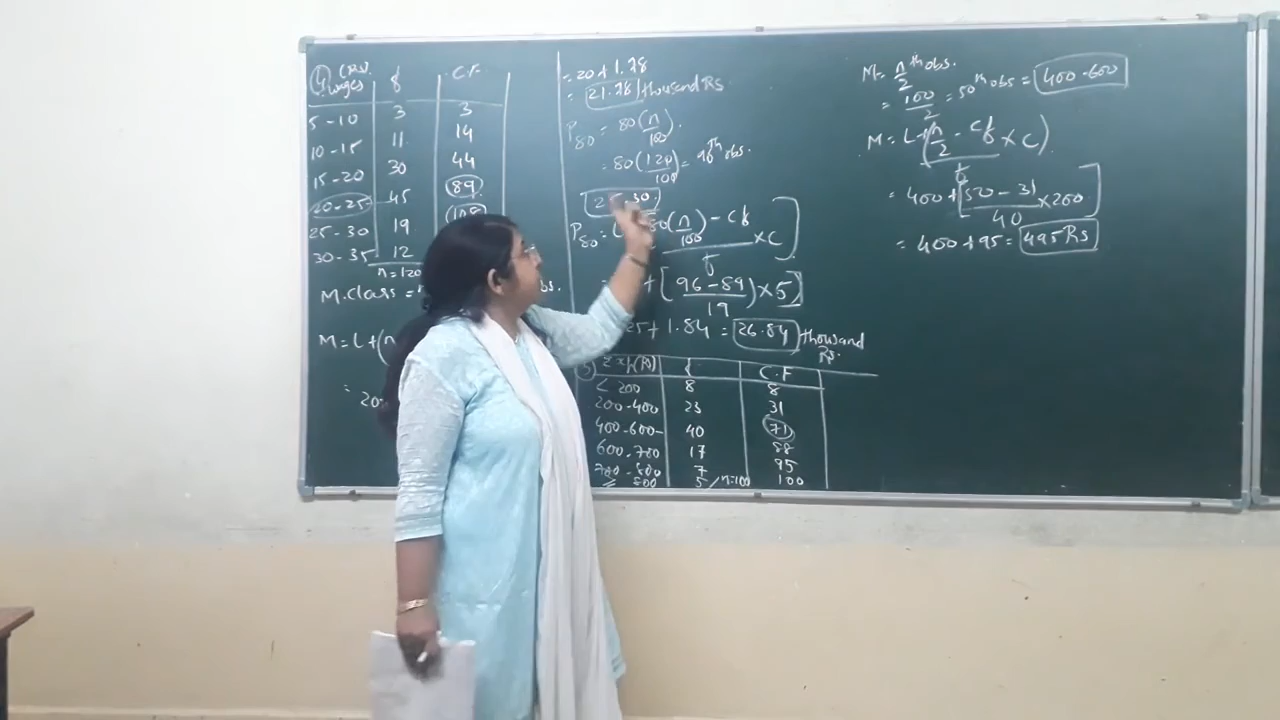 4 wages f C.F
5-10 3 3
10-15 11 14
15-20 30 44
20-25 45 89
25-30 19 108
30-35 12
n=120
M.class =
M = L + (n
20
= 20 + 1.78
= 21.78 thousand Rs
P80 = 80(n/100).
= 80(120/100) = 96th obs.
25-30
P80 = (n/100) - cf / f × C]
+ [96-89/19) × 5]
25 + 1.84 = 26.84 thousand Rs.
5 Exp(Rs) f C.F
< 200 8 8
200-400 23 31
400-600- 40 71
600-700 17 88
700-800 7 95
≤ 800 5 / n=100 100
M = n/2 th obs.
= 100/2 = 50th obs = 400-600
M = L + (n/2 - cf / f × C)
= 400 + [50-31/40 × 200]
= 400 + 95 = 495 Rs